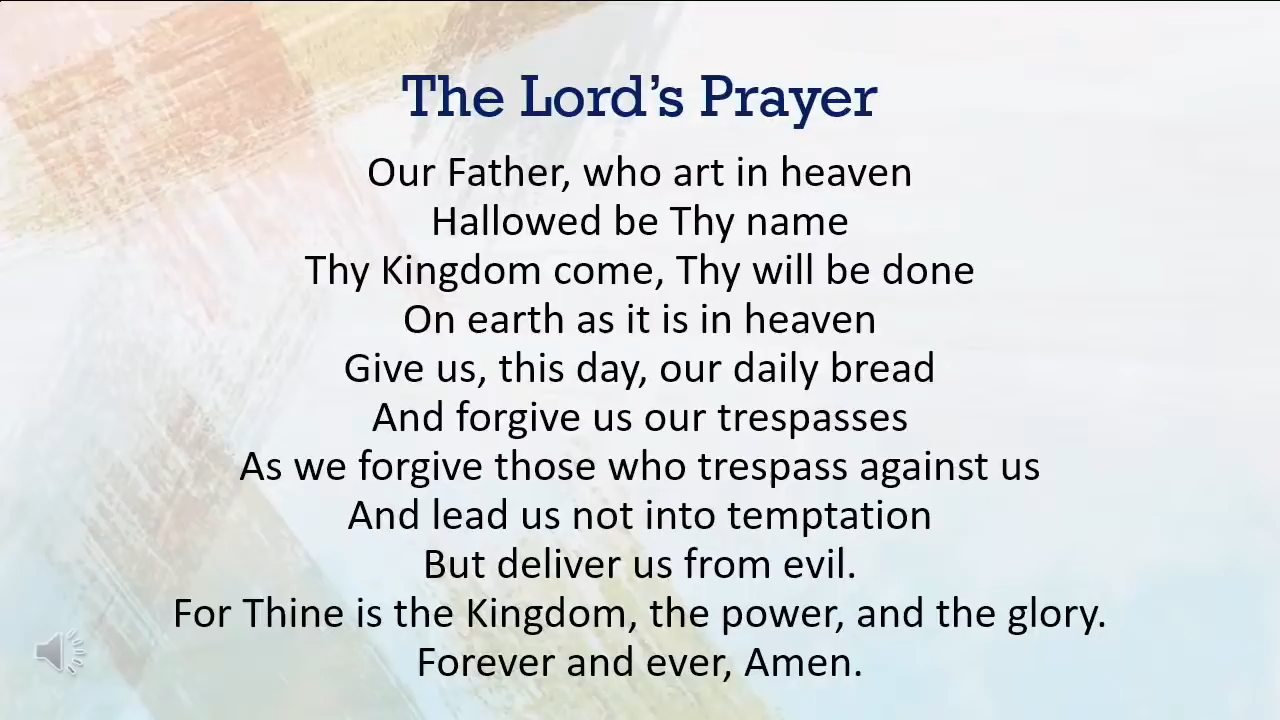 The Lord’s Prayer
Our Father, who art in heaven
Hallowed be Thy name
Thy Kingdom come, Thy will be done
On earth as it is in heaven
Give us, this day, our daily bread
And forgive us our trespasses
As we forgive those who trespass against us
And lead us not into temptation
But deliver us from evil.
For Thine is the Kingdom, the power, and the glory.
Forever and ever, Amen.